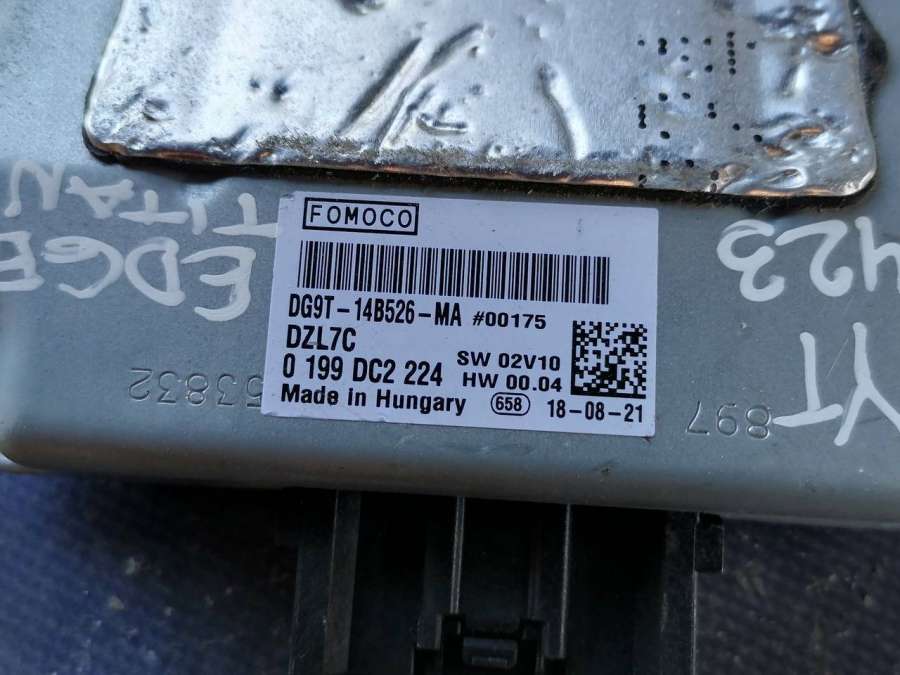 FOMOCO
DG9T-14B526-MA #00175
DZL7C
0 199 DC2 224
SW 02V10
HW 00.04
Made in Hungary 658 18-08-21
EDGE
TITAN
YT
423
53832
897